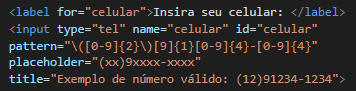 <label for="celular">Insira seu celular: </label>
<input type="tel" name="celular" id="celular"
pattern="\([0-9]{2}\)[9]{1}[0-9]{4}-[0-9]{4}"
placeholder="(xx)9xxxx-xxxx"
title="Exemplo de número válido: (12)91234-1234">